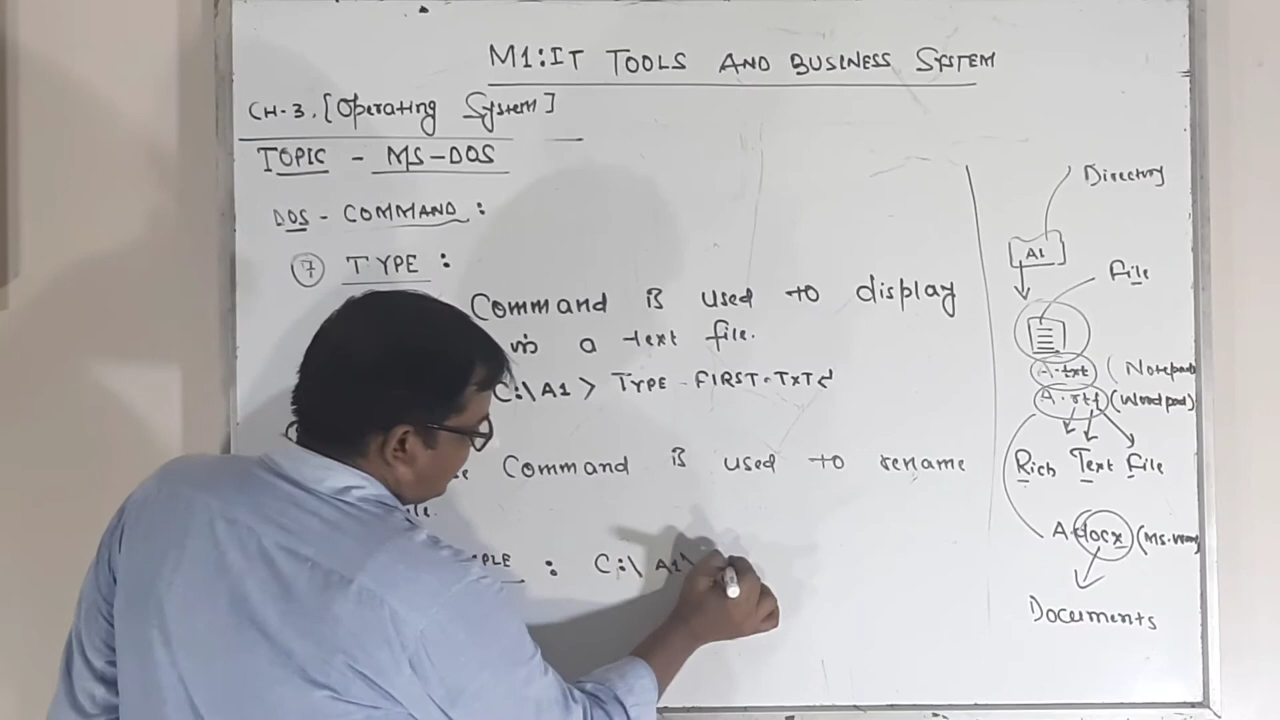 M1:IT TOOLS AND BUSINESS SYSTEM
CH-3. [Operating System]
TOPIC - MS-DOS
DOS - COMMAND :
7 TYPE :
Command is used to display
in a text file.
C:\A1 > TYPE FIRST.TXT
Command is used to rename
: C:\A1\
Directory
A1
File
A.txt (Notepad
A.rtf (Wordpad)
Rich Text File
A.docx (MS.Word
Documents